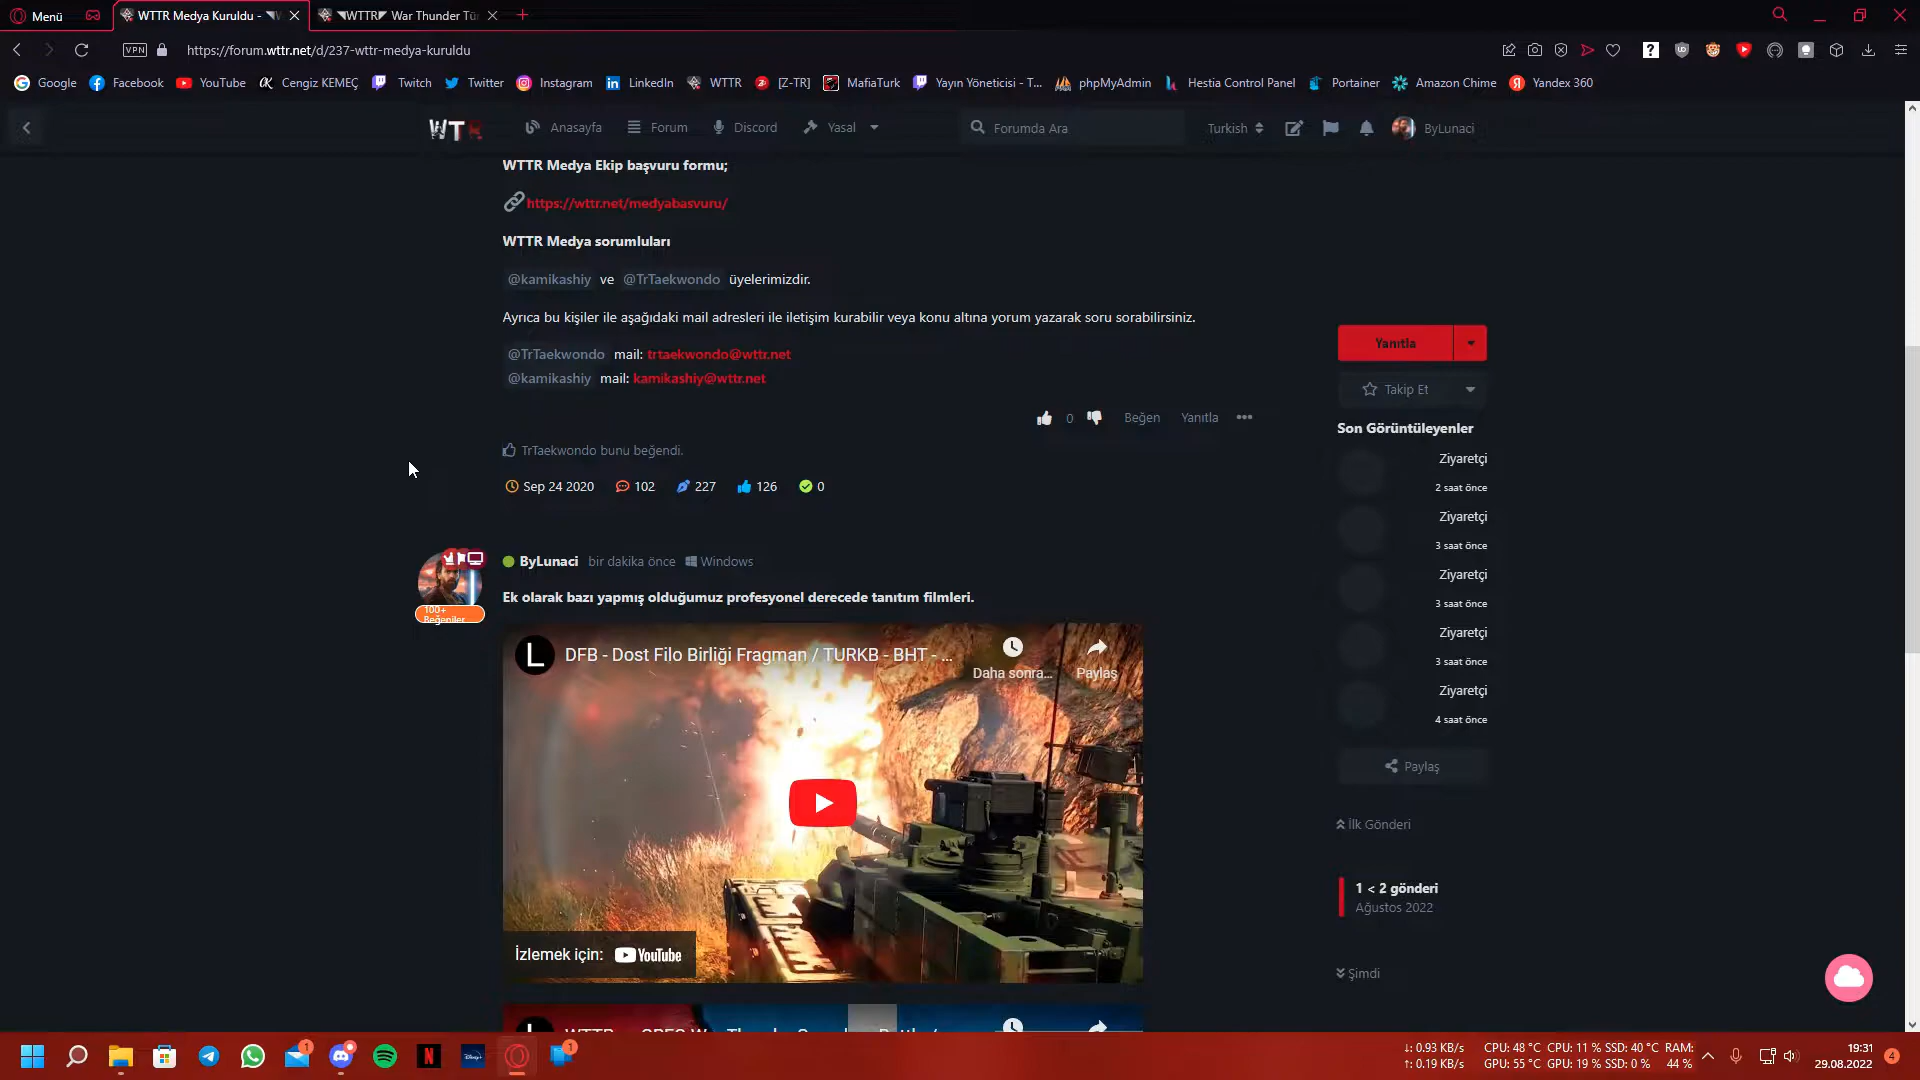 Menü
WTTR Medya Kuruldu - ◥V
◥WTTR◤ War Thunder Tür
VPN
https://forum.wttr.net/d/237-wttr-medya-kuruldu
Google
Facebook
YouTube
Cengiz KEMEÇ
Twitch
Twitter
Instagram
LinkedIn
WTTR
[Z-TR]
MafiaTurk
Yayın Yöneticisi - T...
phpMyAdmin
Hestia Control Panel
Portainer
Amazon Chime
Yandex 360
WTR
Anasayfa
Forum
Discord
Yasal
Forumda Ara
Turkish
ByLunaci
WTTR Medya Ekip başvuru formu;
https://wttr.net/medyabasvuru/
WTTR Medya sorumluları
@kamikashiy ve @TrTaekwondo üyelerimizdir.
Ayrıca bu kişiler ile aşağıdaki mail adresleri ile iletişim kurabilir veya konu altına yorum yazarak soru sorabilirsiniz.
@TrTaekwondo mail: trtaekwondo@wttr.net
@kamikashiy mail: kamikashiy@wttr.net
0
Beğen
Yanıtla
TrTaekwondo bunu beğendi.
Sep 24 2020
102
227
126
0
ByLunaci bir dakika önce Windows
100+
Beğeniler
Ek olarak bazı yapmış olduğumuz profesyonel derecede tanıtım filmleri.
L
DFB - Dost Filo Birliği Fragman / TURKB - BHT - ...
Daha sonra...
Paylaş
İzlemek için: YouTube
Yanıtla
Takip Et
Son Görüntüleyenler
Ziyaretçi
2 saat önce
Ziyaretçi
3 saat önce
Ziyaretçi
3 saat önce
Ziyaretçi
3 saat önce
Ziyaretçi
4 saat önce
Paylaş
İlk Gönderi
1 < 2 gönderi
Ağustos 2022
Şimdi
1
N
Disney+
1
↓: 0.93 KB/s
↑: 0.19 KB/s
CPU: 48 °C CPU: 11 % SSD: 40 °C RAM:
GPU: 55 °C GPU: 19 % SSD: 0 % 44 %
19:31
29.08.2022
4